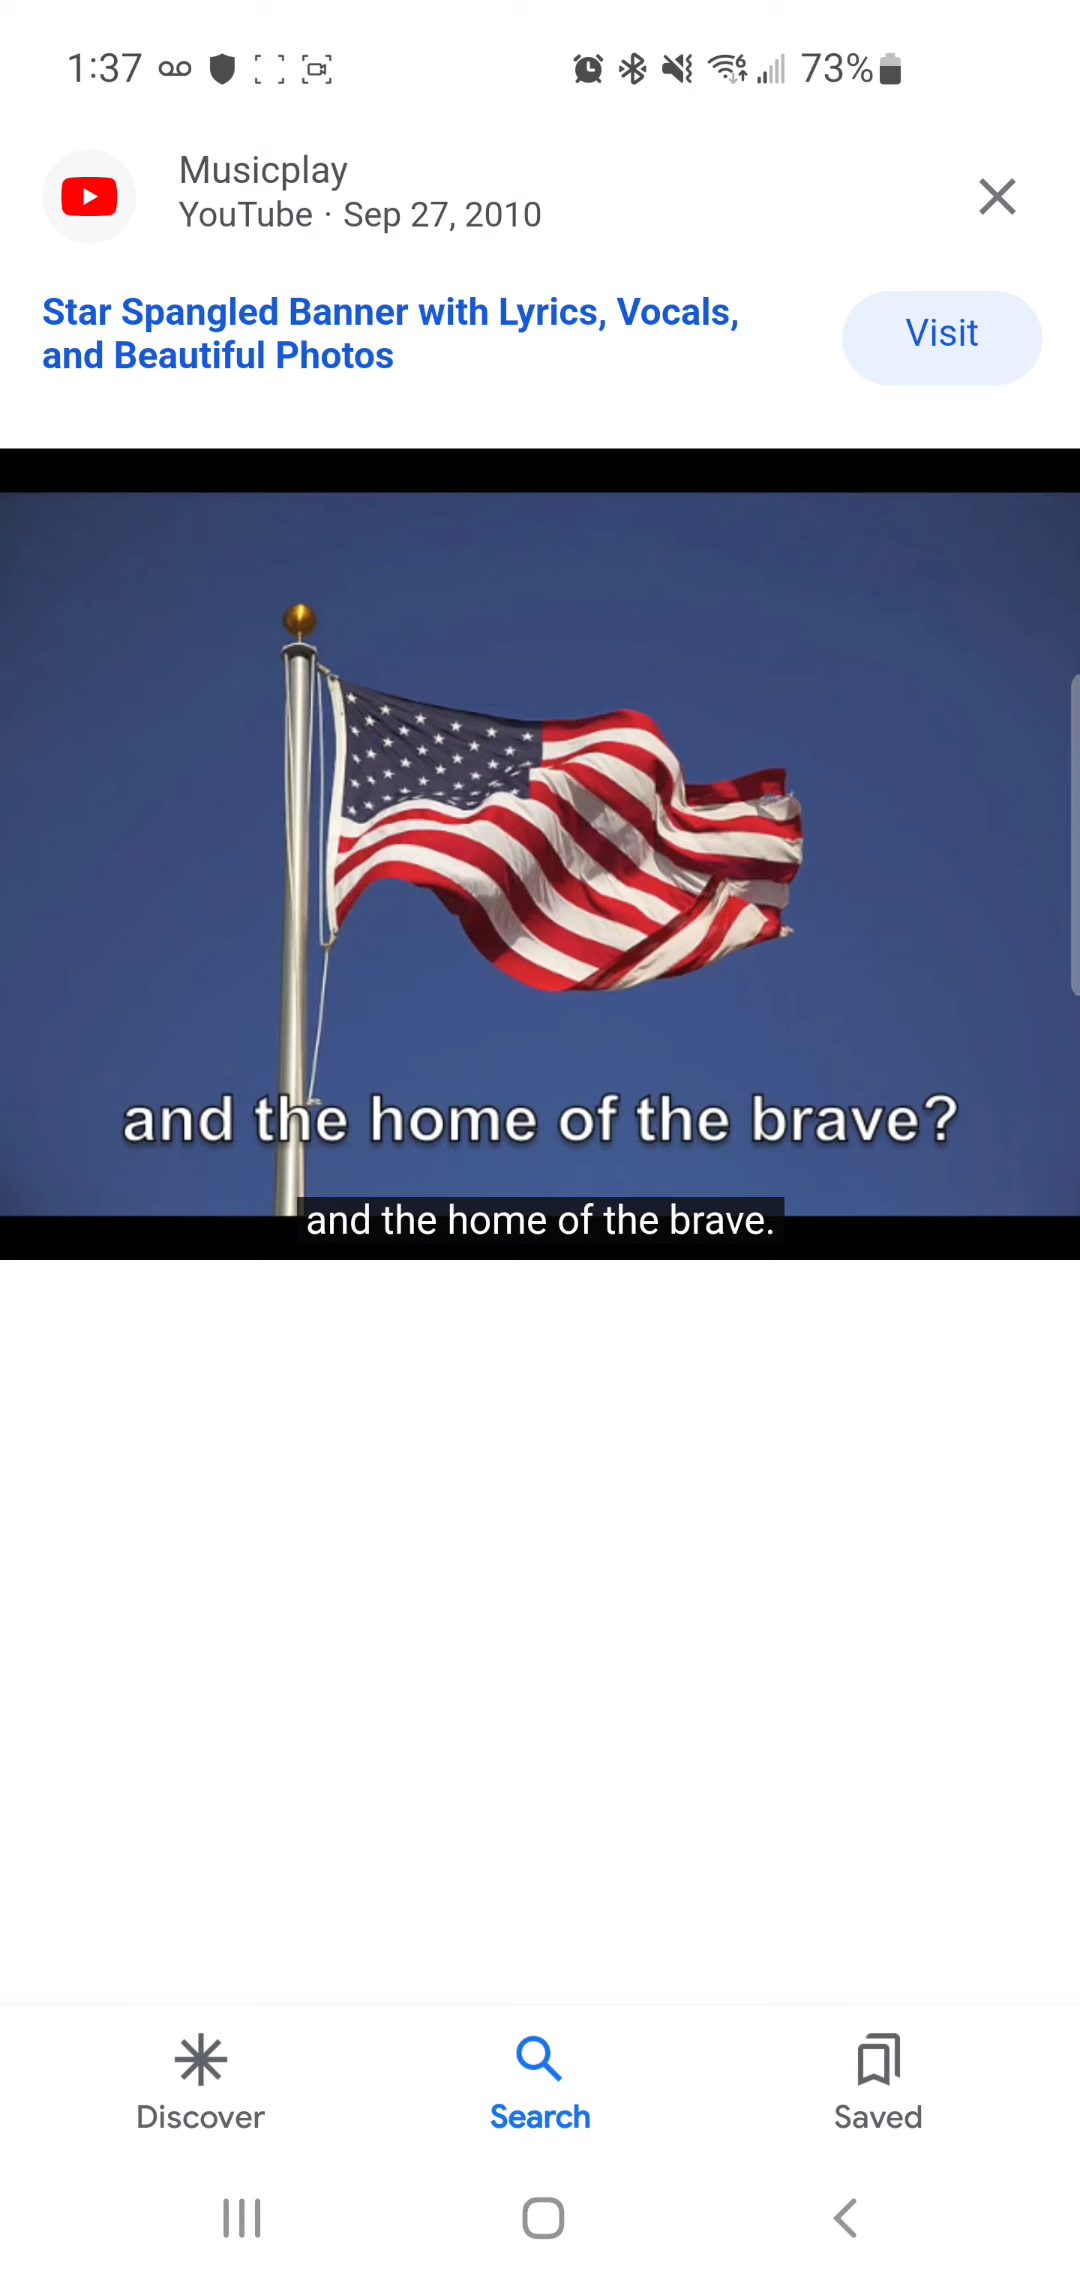 1:37 73%
Musicplay
YouTube · Sep 27, 2010
Star Spangled Banner with Lyrics, Vocals,
and Beautiful Photos
Visit
and the home of the brave?
and the home of the brave.
Discover Search Saved